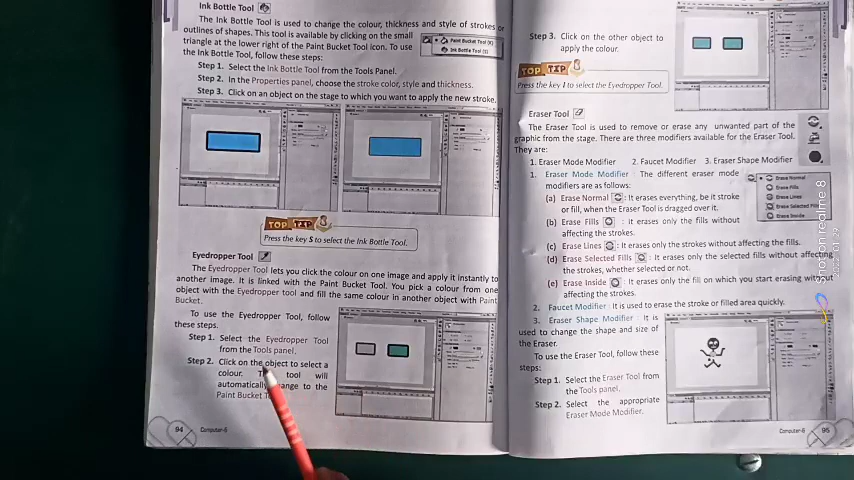 Ink Bottle Tool
The Ink Bottle Tool is used to change the colour, thickness and style of strokes or
outlines of shapes. This tool is available by clicking on the small
triangle at the lower right of the Paint Bucket Tool icon. To use
the Ink Bottle Tool, follow these steps:
Paint Bucket Tool (K)
Ink Bottle Tool (S)
Step 1. Select the Ink Bottle Tool from the Tools Panel.
Step 2. In the Properties panel, choose the stroke color, style and thickness.
Step 3. Click on an object on the stage to which you want to apply the new stroke.
TOP TIP
Press the key S to select the Ink Bottle Tool.
Eyedropper Tool
The Eyedropper Tool lets you click the colour on one image and apply it instantly to
another image. It is linked with the Paint Bucket Tool. You pick a colour from one
object with the Eyedropper tool and fill the same colour in another object with Paint
Bucket.
To use the Eyedropper Tool, follow
these steps.
Step 1. Select the Eyedropper Tool
from the Tools panel.
Step 2. Click on the object to select a
colour. tool will
automatically to the
Paint Bucket
94 Computer-6
Step 3. Click on the other object to
apply the colour.
TOP TIP
Press the key I to select the Eyedropper Tool.
Eraser Tool
The Eraser Tool is used to remove or erase any unwanted part of the
graphic from the stage. There are three modifiers available for the Eraser Tool.
They are:
1. Eraser Mode Modifier 2. Faucet Modifier 3. Eraser Shape Modifier
1. Eraser Mode Modifier : The different eraser mode
modifiers are as follows:
Erase Normal
Erase Fills
Erase Lines
Erase Selected Fills
Erase Inside
(a) Erase Normal : It erases everything, be it stroke
or fill, when the Eraser Tool is dragged over it.
(b) Erase Fills : it erases only the fills without
affecting the strokes.
(c) Erase Lines : It erases only the strokes without affecting the fills.
(d) Erase Selected Fills : It erases only the selected fills without affecting
the strokes, whether selected or not.
(e) Erase Inside : It erases only the fill on which you start erasing without
affecting the strokes.
2. Faucet Modifier : It is used to erase the stroke or filled area quickly.
3. Eraser Shape Modifier : It is
used to change the shape and size of
the Eraser.
To use the Eraser Tool, follow these
steps:
Step 1. Select the Eraser Tool from
the Tools panel.
Step 2. Select the appropriate
Eraser Mode Modifier.
Computer-6 95
Shot on realme 8